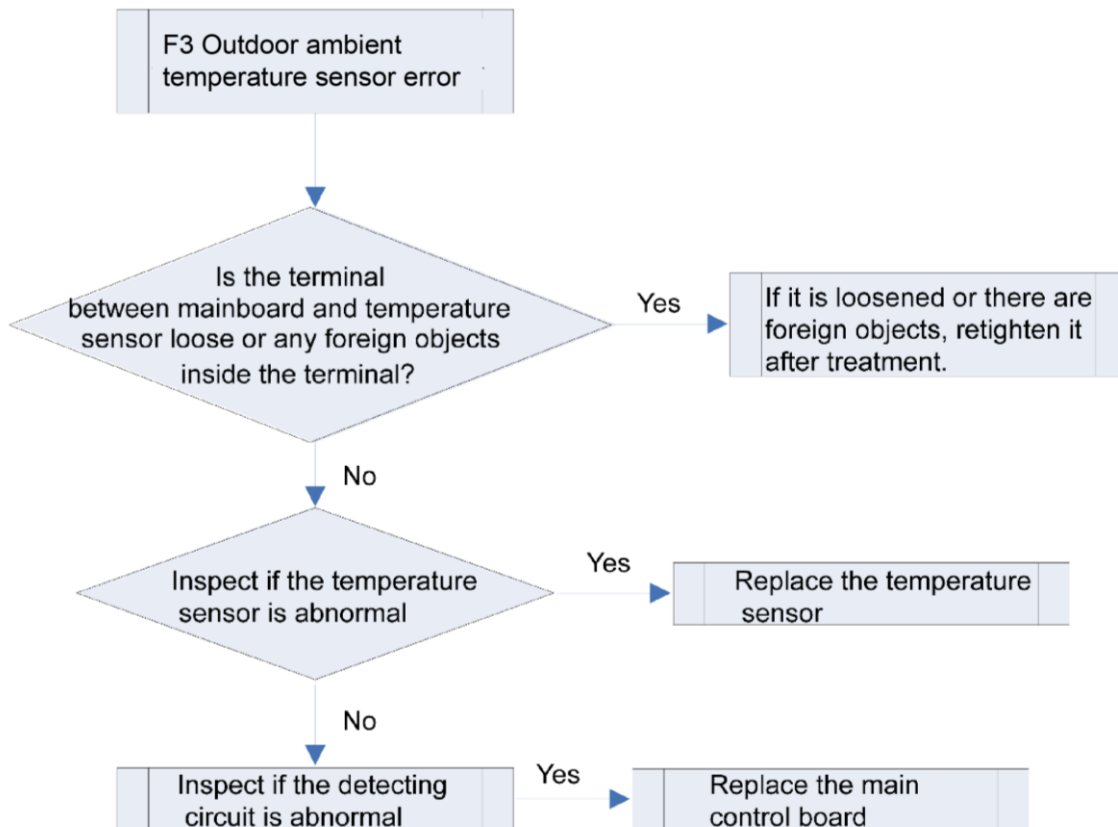 F3 Outdoor ambient
temperature sensor error
Is the terminal
between mainboard and temperature
sensor loose or any foreign objects
inside the terminal?
Yes
If it is loosened or there are
foreign objects, retighten it
after treatment.
No
Inspect if the temperature
sensor is abnormal
Yes
Replace the temperature
sensor
No
Inspect if the detecting
circuit is abnormal
Yes
Replace the main
control board